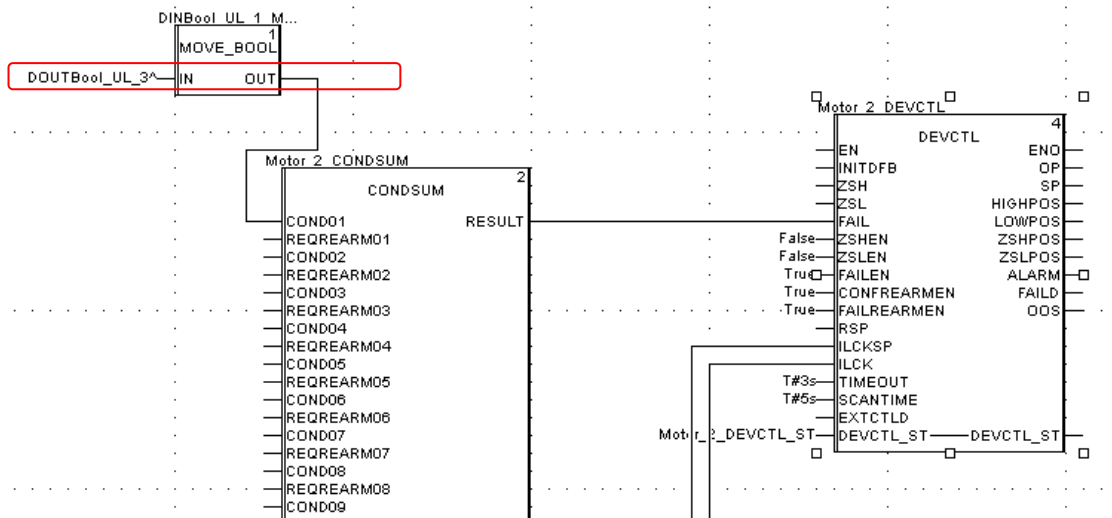 DINBool_UL_1_M...
1
MOVE_BOOL
DOUTBool_UL_3^ IN OUT
Motor_2_CONDSUM
2
CONDSUM
COND01 RESULT
REQREARM01
COND02
REQREARM02
COND03
REQREARM03
COND04
REQREARM04
COND05
REQREARM05
COND06
REQREARM06
COND07
REQREARM07
COND08
REQREARM08
COND09
Motor_2_DEVCTL
4
DEVCTL
EN ENO
INITDFB OP
ZSH SP
ZSL HIGHPOS
FAIL LOWPOS
False ZSHEN ZSHPOS
False ZSLEN ZSLPOS
True FAILEN ALARM
True CONFREARMEN FAILD
True FAILREARMEN OOS
RSP
ILCKSP
ILCK
T#3s TIMEOUT
T#5s SCANTIME
EXTCTLD
Motor_2_DEVCTL_ST DEVCTL_ST DEVCTL_ST